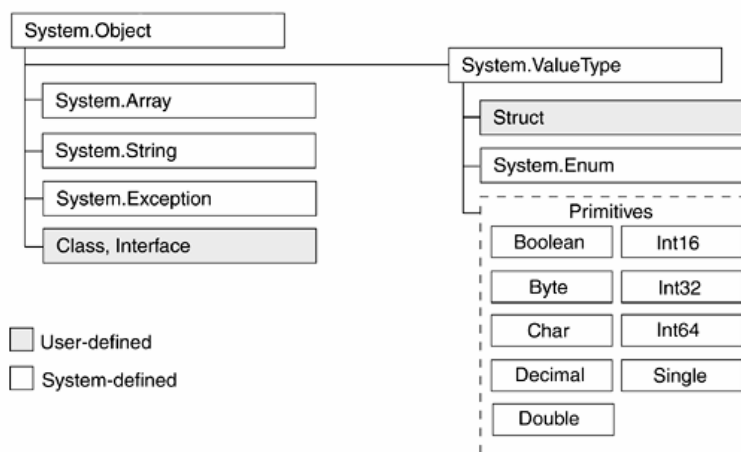 System.Object
System.ValueType
System.Array
Struct
System.String
System.Enum
System.Exception
Primitives
Class, Interface
Boolean
Int16
Byte
Int32
Char
Int64
Decimal
Single
Double
User-defined
System-defined